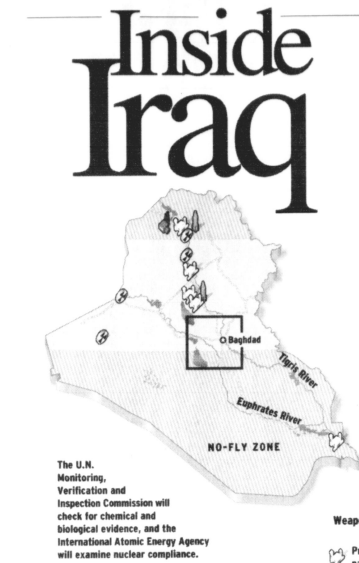 Inside
Iraq
Baghdad
Tigris River
Euphrates River
NO-FLY ZONE
The U.N.
Monitoring,
Verification and
Inspection Commission will
check for chemical and
biological evidence, and the
International Atomic Energy Agency
will examine nuclear compliance.